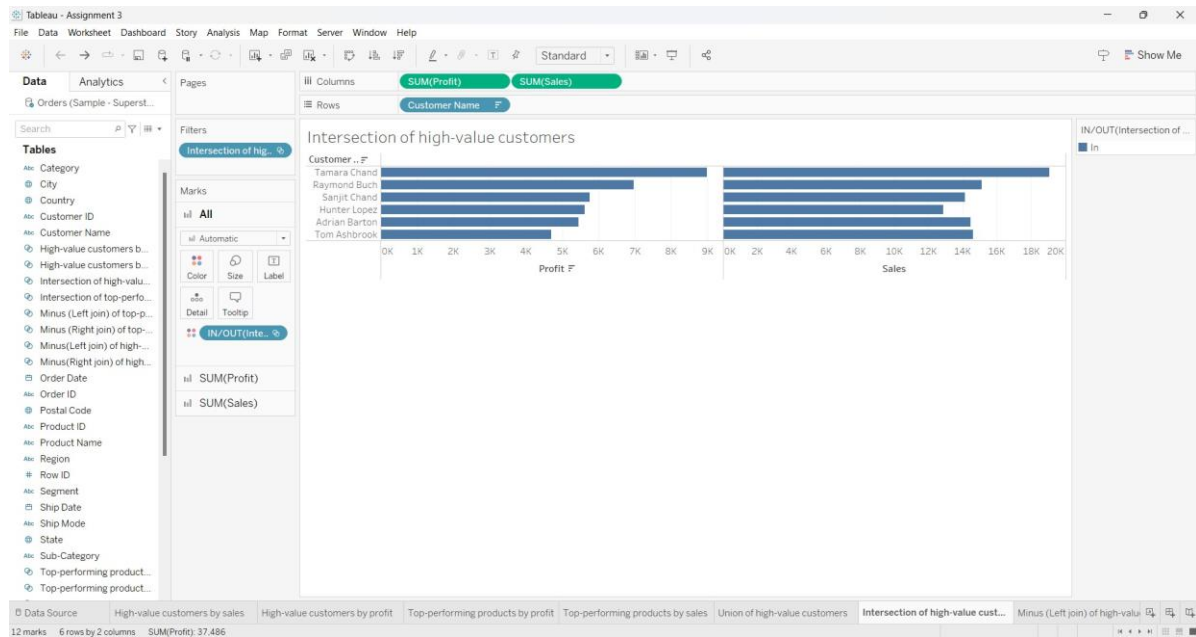 Tableau - Assignment 3
File Data Worksheet Dashboard Story Analysis Map Format Server Window Help
Standard
Show Me
Data Analytics
Orders (Sample - Superst...
Search
Tables
Abc Category
City
Country
Abc Customer ID
Abc Customer Name
High-value customers b...
High-value customers b...
Intersection of high-valu...
Intersection of top-perfo...
Minus (Left join) of top-p...
Minus (Right join) of top-...
Minus(Left join) of high-...
Minus(Right join) of high...
Order Date
Abc Order ID
Postal Code
Abc Product ID
Abc Product Name
Abc Region
# Row ID
Abc Segment
Ship Date
Abc Ship Mode
State
Abc Sub-Category
Top-performing product...
Top-performing product...
Pages
Filters
Intersection of hig..
Marks
All
Automatic
Color Size Label
Detail Tooltip
IN/OUT(Inte..
SUM(Profit)
SUM(Sales)
Columns SUM(Profit) SUM(Sales)
Rows Customer Name
Intersection of high-value customers
Customer ..
Tamara Chand
Raymond Buch
Sanjit Chand
Hunter Lopez
Adrian Barton
Tom Ashbrook
0K 1K 2K 3K 4K 5K 6K 7K 8K 9K 0K 2K 4K 6K 8K 10K 12K 14K 16K 18K 20K
Profit Sales
IN/OUT(Intersection of ...
In
Data Source High-value customers by sales High-value customers by profit Top-performing products by profit Top-performing products by sales Union of high-value customers Intersection of high-value cust... Minus (Left join) of high-valu
12 marks 6 rows by 2 columns SUM(Profit): 37,486